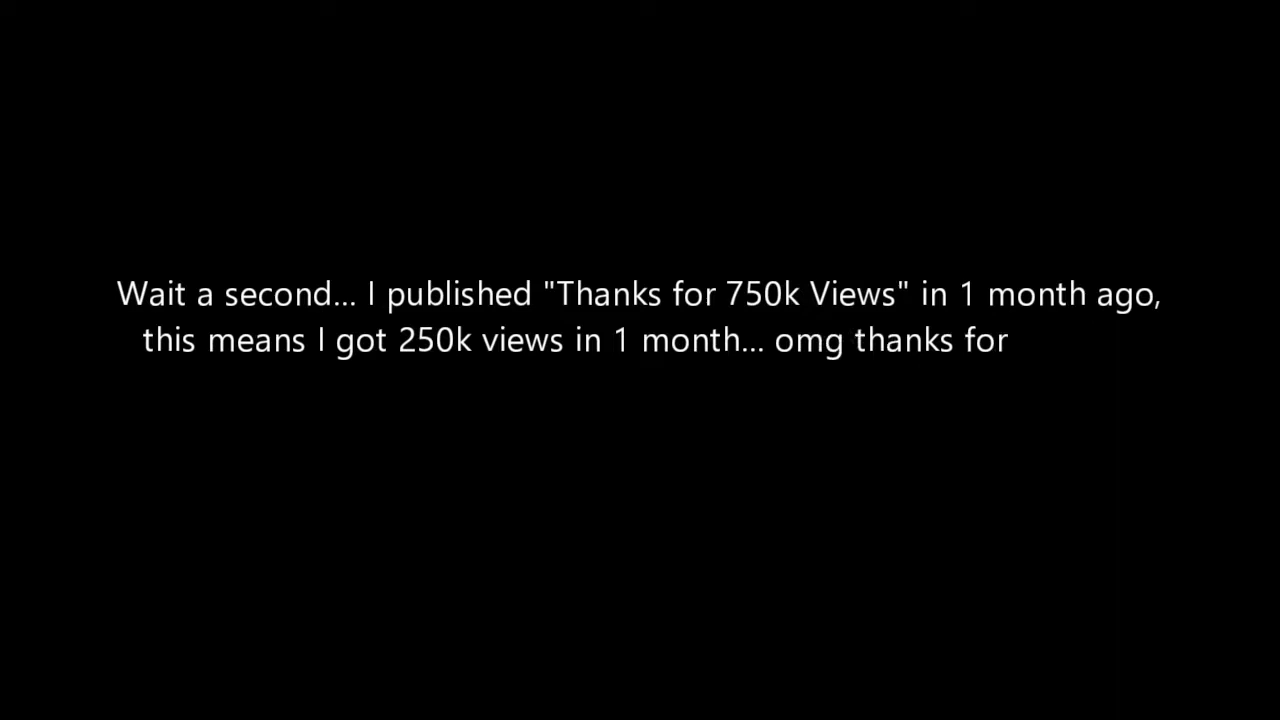 Wait a second... I published "Thanks for 750k Views" in 1 month ago,
this means I got 250k views in 1 month... omg thanks for